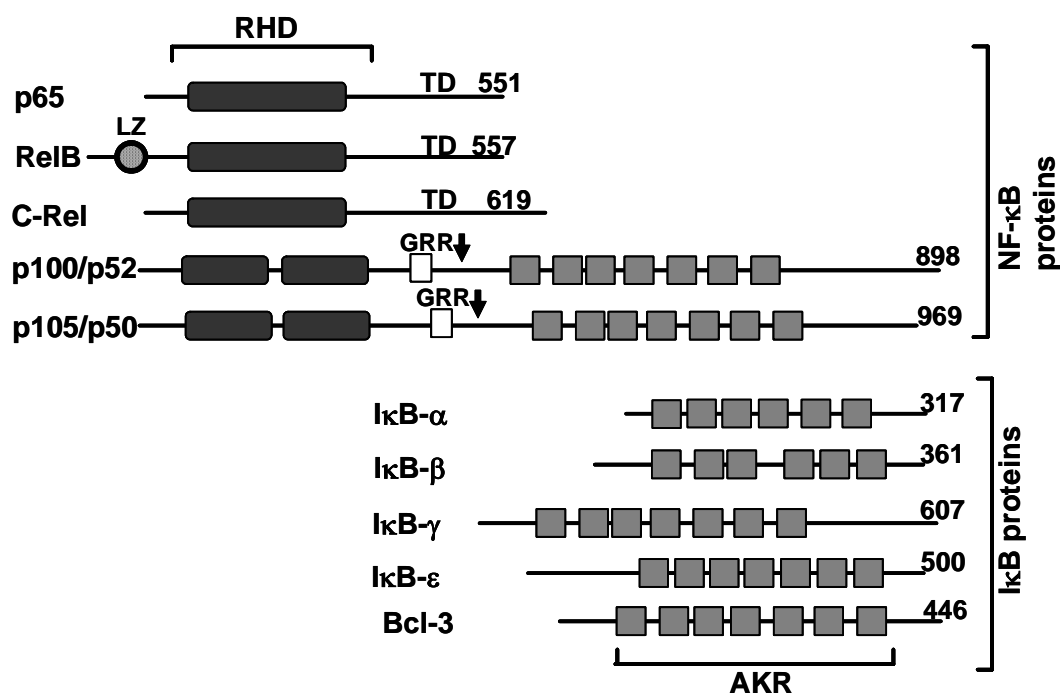 RHD
p65 TD 551
LZ
RelB TD 557
C-Rel TD 619
GRR
p100/p52 898
GRR
p105/p50 969
NF-κB
proteins
IκB-α 317
IκB-β 361
IκB-γ 607
IκB-ε 500
Bcl-3 446
IκB proteins
AKR